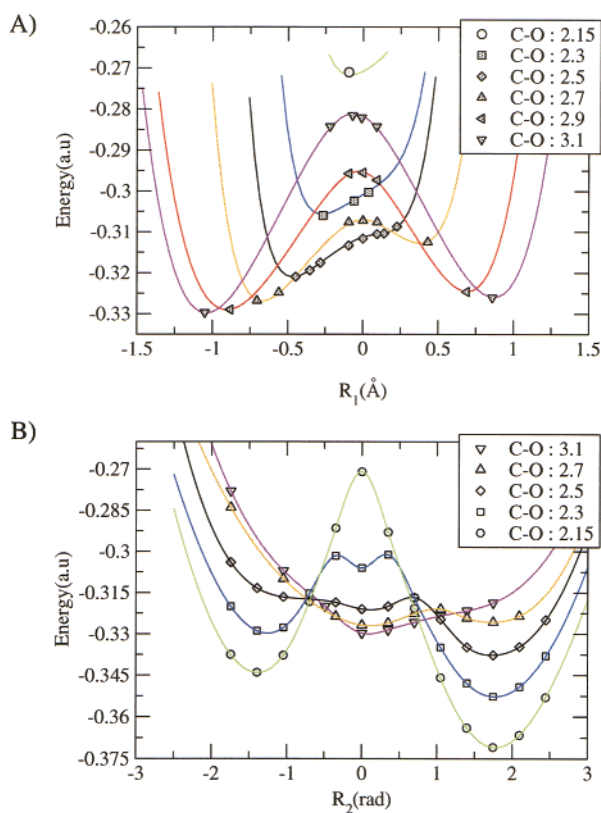 A)
-0.26
-0.27
-0.28
-0.29
-0.3
-0.31
-0.32
-0.33
Energy(a.u)
C-O : 2.15
C-O : 2.3
C-O : 2.5
C-O : 2.7
C-O : 2.9
C-O : 3.1
-1.5 -1 -0.5 0 0.5 1 1.5
R1(Å)
B)
-0.27
-0.285
-0.3
-0.315
-0.33
-0.345
-0.36
-0.375
Energy(a.u)
C-O : 3.1
C-O : 2.7
C-O : 2.5
C-O : 2.3
C-O : 2.15
-3 -2 -1 0 1 2 3
R2(rad)